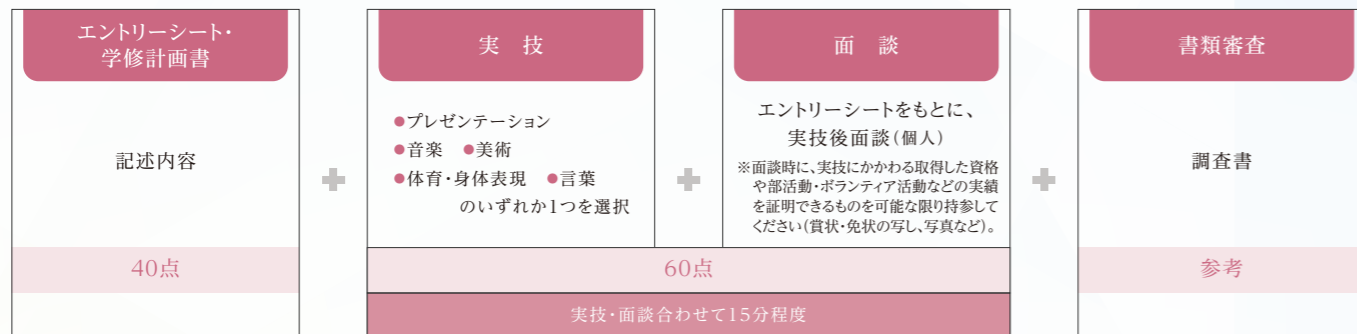 エントリーシート・
学修計画書
記述内容
40点
実 技
●プレゼンテーション
●音楽 ●美術
●体育・身体表現 ●言葉
のいずれか1つを選択
面 談
エントリーシートをもとに、
実技後面談(個人)
※面談時に、実技にかかわる取得した資格
や部活動・ボランティア活動などの実績
を証明できるものを可能な限り持参して
ください(賞状・免状の写し、写真など)。
60点
実技・面談合わせて15分程度
書類審査
調査書
参考